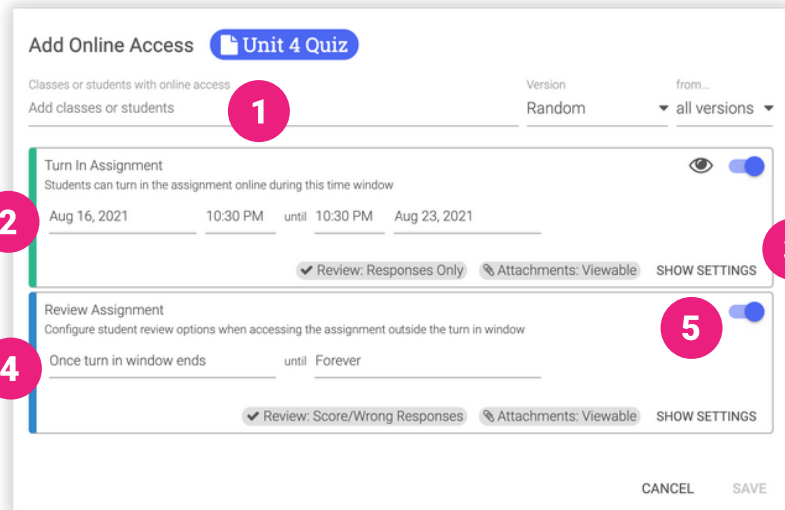 Add Online Access Unit 4 Quiz
Classes or students with online access Version from...
Add classes or students 1 Random all versions
Turn In Assignment
Students can turn in the assignment online during this time window
2 Aug 16, 2021 10:30 PM until 10:30 PM Aug 23, 2021
Review: Responses Only Attachments: Viewable SHOW SETTINGS
Review Assignment
Configure student review options when accessing the assignment outside the turn in window
5
4 Once turn in window ends until Forever
Review: Score/Wrong Responses Attachments: Viewable SHOW SETTINGS
CANCEL SAVE